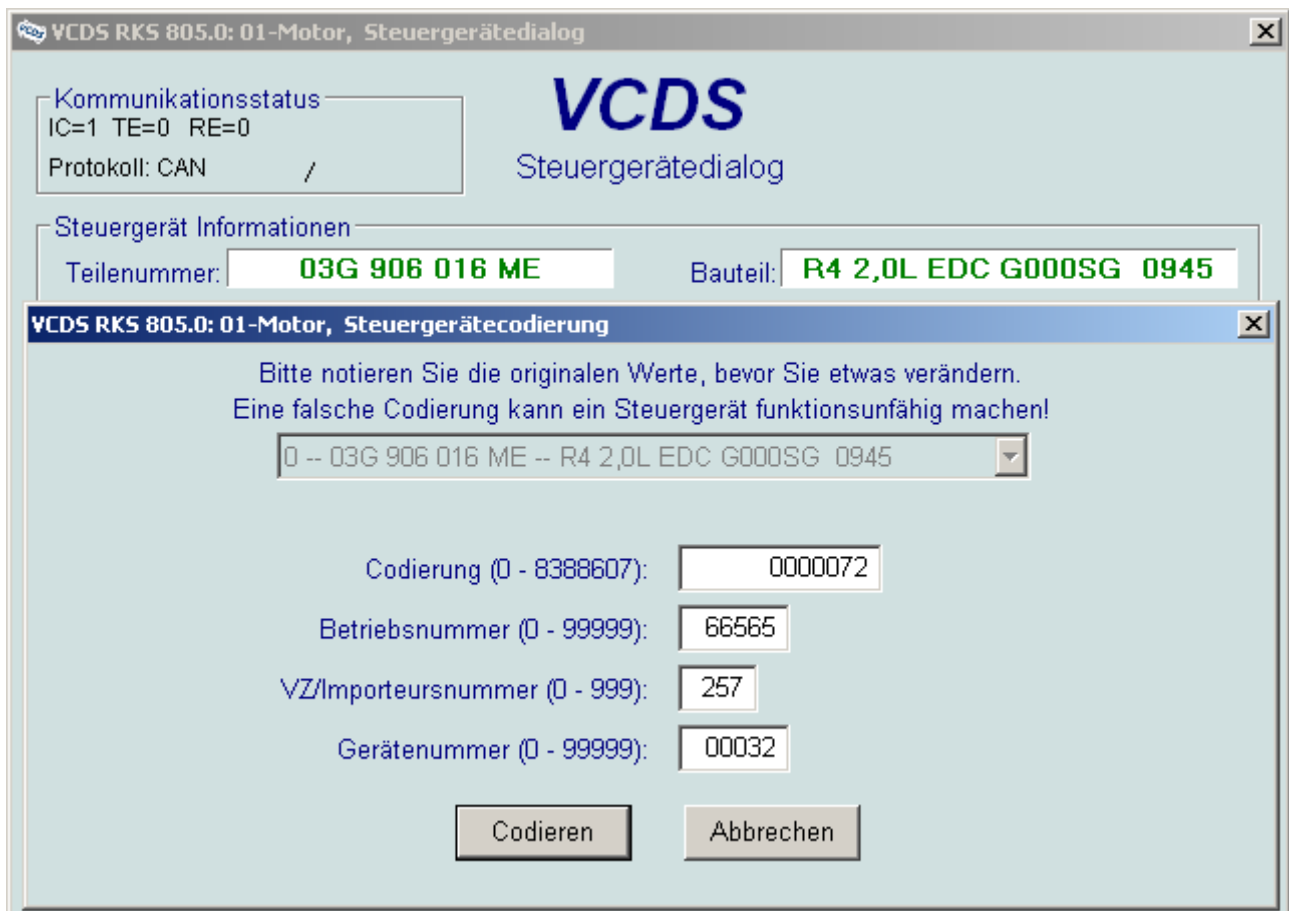 VCDS RKS 805.0: 01-Motor, Steuergerätedialog
Kommunikationsstatus
IC=1 TE=0 RE=0
Protokoll: CAN /
VCDS
Steuergerätedialog
Steuergerät Informationen
Teilenummer: 03G 906 016 ME Bauteil: R4 2,0L EDC G000SG 0945
VCDS RKS 805.0: 01-Motor, Steuergerätecodierung
Bitte notieren Sie die originalen Werte, bevor Sie etwas verändern.
Eine falsche Codierung kann ein Steuergerät funktionsunfähig machen!
0 -- 03G 906 016 ME -- R4 2,0L EDC G000SG 0945
Codierung (0 - 8388607): 0000072
Betriebsnummer (0 - 99999): 66565
VZ/Importeursnummer (0 - 999): 257
Gerätenummer (0 - 99999): 00032
Codieren Abbrechen